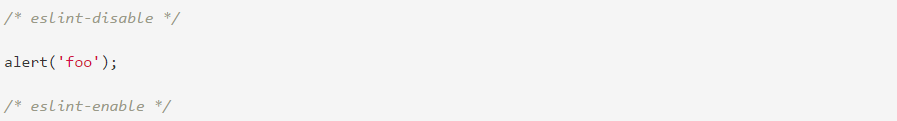 /* eslint-disable */
alert('foo');
/* eslint-enable */